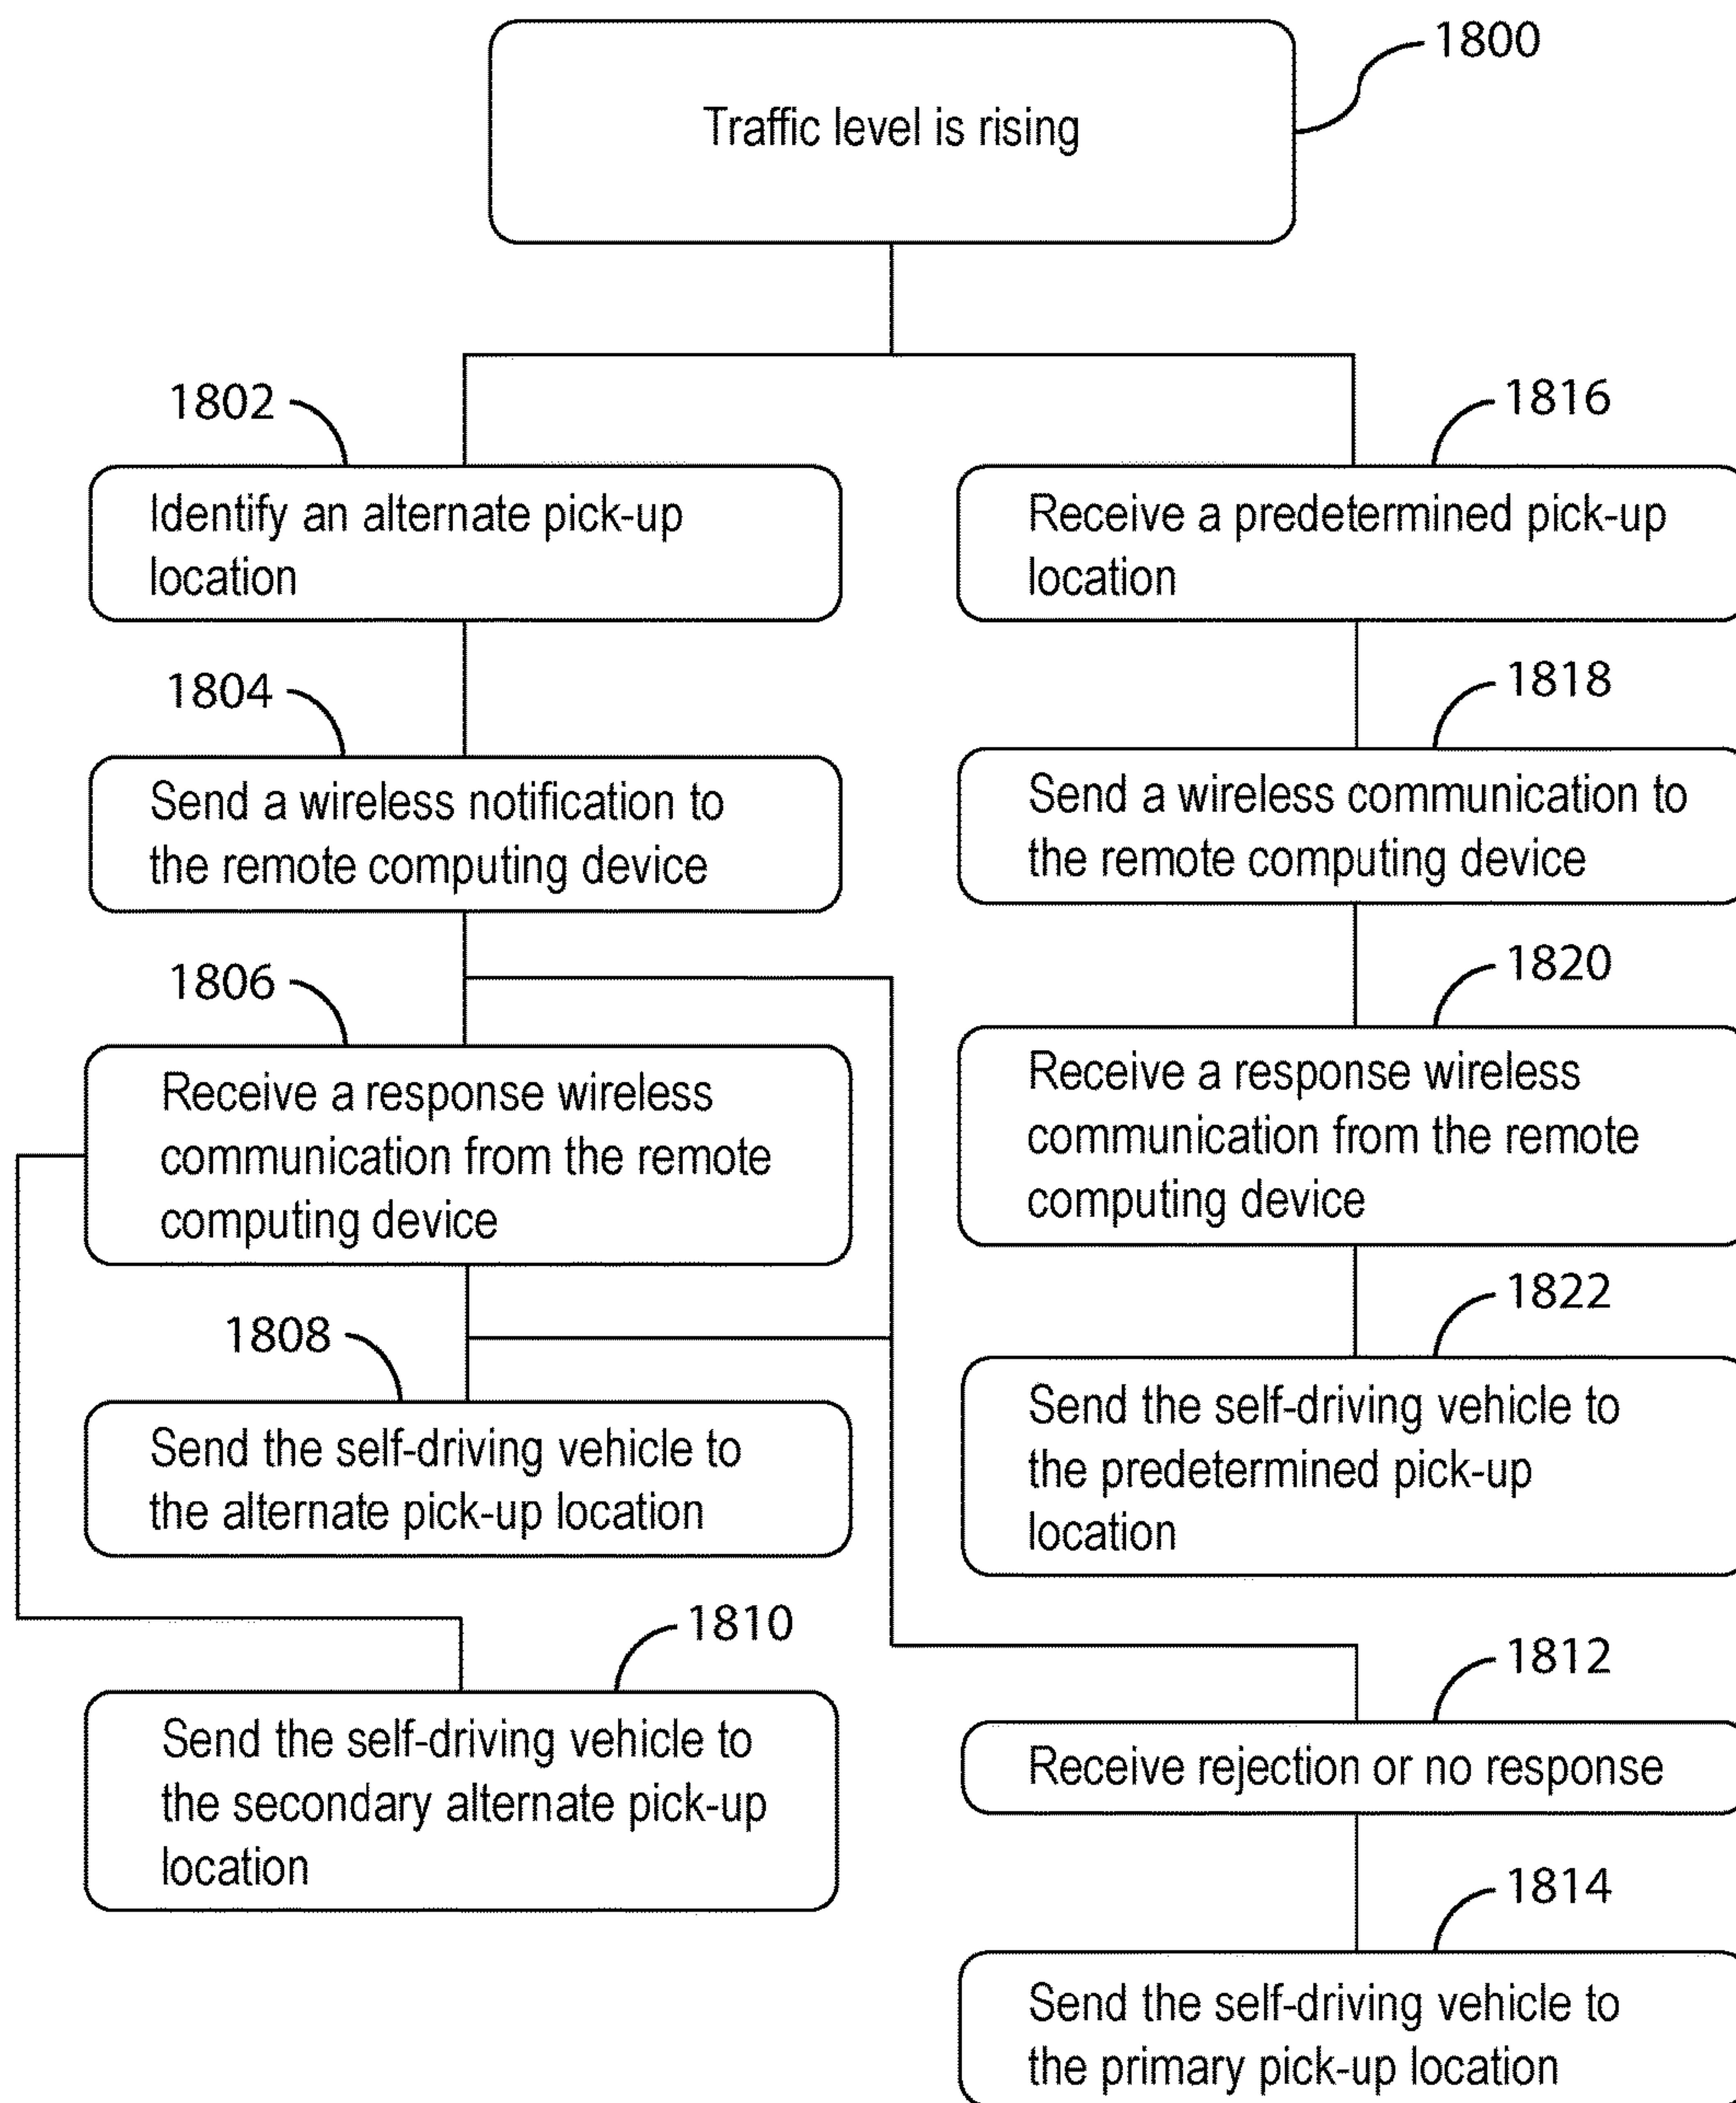 1800
Traffic level is rising
1802
Identify an alternate pick-up
location
1804
Send a wireless notification to
the remote computing device
1806
Receive a response wireless
communication from the remote
computing device
1808
Send the self-driving vehicle to
the alternate pick-up location
1810
Send the self-driving vehicle to
the secondary alternate pick-up
location
1816
Receive a predetermined pick-up
location
1818
Send a wireless communication to
the remote computing device
1820
Receive a response wireless
communication from the remote
computing device
1822
Send the self-driving vehicle to
the predetermined pick-up
location
1812
Receive rejection or no response
1814
Send the self-driving vehicle to
the primary pick-up location